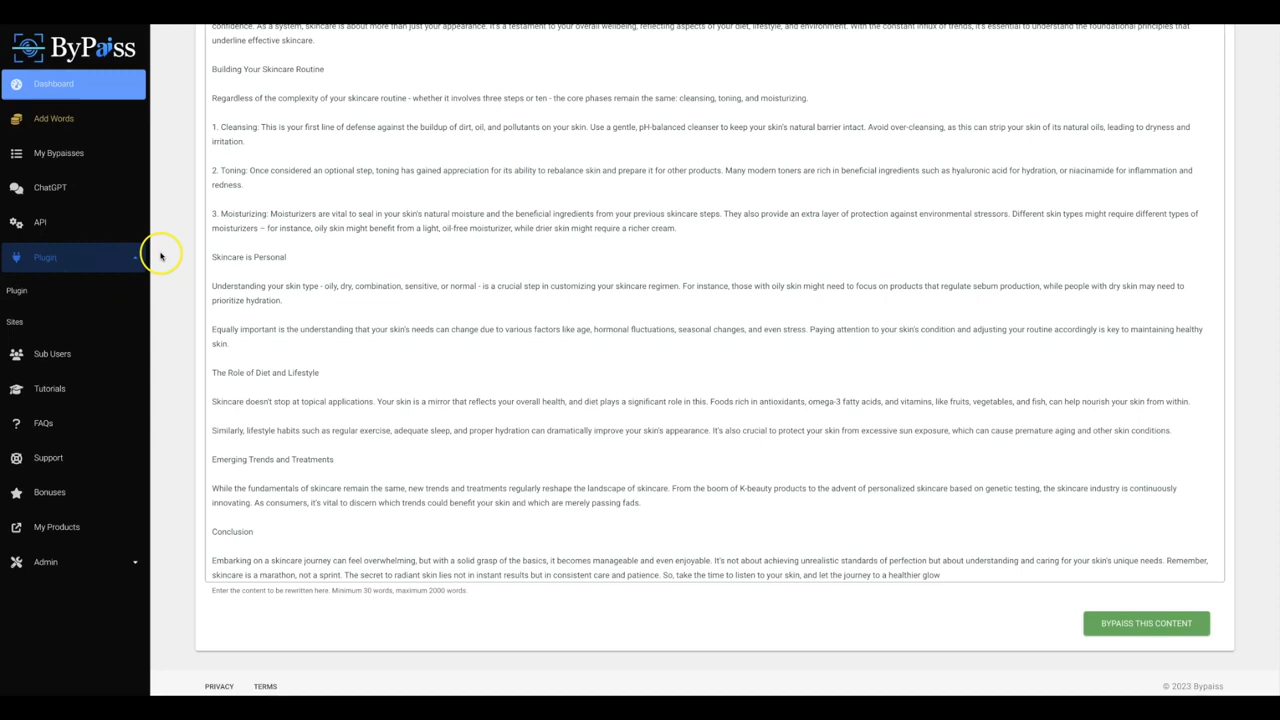 ByPaiss
Dashboard
Add Words
My Bypaisses
ChatGPT
API
Plugin
Plugin
Sites
Sub Users
Tutorials
FAQs
Support
Bonuses
My Products
Admin
confidence. As a system, skincare is about more than just your appearance. It's a testament to your overall wellbeing, reflecting aspects of your diet, lifestyle, and environment. With the constant influx of trends, it's essential to understand the foundational principles that
underline effective skincare.
Building Your Skincare Routine
Regardless of the complexity of your skincare routine - whether it involves three steps or ten - the core phases remain the same: cleansing, toning, and moisturizing.
1. Cleansing: This is your first line of defense against the buildup of dirt, oil, and pollutants on your skin. Use a gentle, pH-balanced cleanser to keep your skin's natural barrier intact. Avoid over-cleansing, as this can strip your skin of its natural oils, leading to dryness and
irritation.
2. Toning: Once considered an optional step, toning has gained appreciation for its ability to rebalance skin and prepare it for other products. Many modern toners are rich in beneficial ingredients such as hyaluronic acid for hydration, or niacinamide for inflammation and
redness.
3. Moisturizing: Moisturizers are vital to seal in your skin's natural moisture and the beneficial ingredients from your previous skincare steps. They also provide an extra layer of protection against environmental stressors. Different skin types might require different types of
moisturizers – for instance, oily skin might benefit from a light, oil-free moisturizer, while drier skin might require a richer cream.
Skincare is Personal
Understanding your skin type - oily, dry, combination, sensitive, or normal - is a crucial step in customizing your skincare regimen. For instance, those with oily skin might need to focus on products that regulate sebum production, while people with dry skin may need to
prioritize hydration.
Equally important is the understanding that your skin's needs can change due to various factors like age, hormonal fluctuations, seasonal changes, and even stress. Paying attention to your skin's condition and adjusting your routine accordingly is key to maintaining healthy
skin.
The Role of Diet and Lifestyle
Skincare doesn't stop at topical applications. Your skin is a mirror that reflects your overall health, and diet plays a significant role in this. Foods rich in antioxidants, omega-3 fatty acids, and vitamins, like fruits, vegetables, and fish, can help nourish your skin from within.
Similarly, lifestyle habits such as regular exercise, adequate sleep, and proper hydration can dramatically improve your skin's appearance. It's also crucial to protect your skin from excessive sun exposure, which can cause premature aging and other skin conditions.
Emerging Trends and Treatments
While the fundamentals of skincare remain the same, new trends and treatments regularly reshape the landscape of skincare. From the boom of K-beauty products to the advent of personalized skincare based on genetic testing, the skincare industry is continuously
innovating. As consumers, it's vital to discern which trends could benefit your skin and which are merely passing fads.
Conclusion
Embarking on a skincare journey can feel overwhelming, but with a solid grasp of the basics, it becomes manageable and even enjoyable. It's not about achieving unrealistic standards of perfection but about understanding and caring for your skin's unique needs. Remember,
skincare is a marathon, not a sprint. The secret to radiant skin lies not in instant results but in consistent care and patience. So, take the time to listen to your skin, and let the journey to a healthier glow
Enter the content to be rewritten here. Minimum 30 words, maximum 2000 words.
BYPAISS THIS CONTENT
PRIVACY TERMS © 2023 Bypaiss